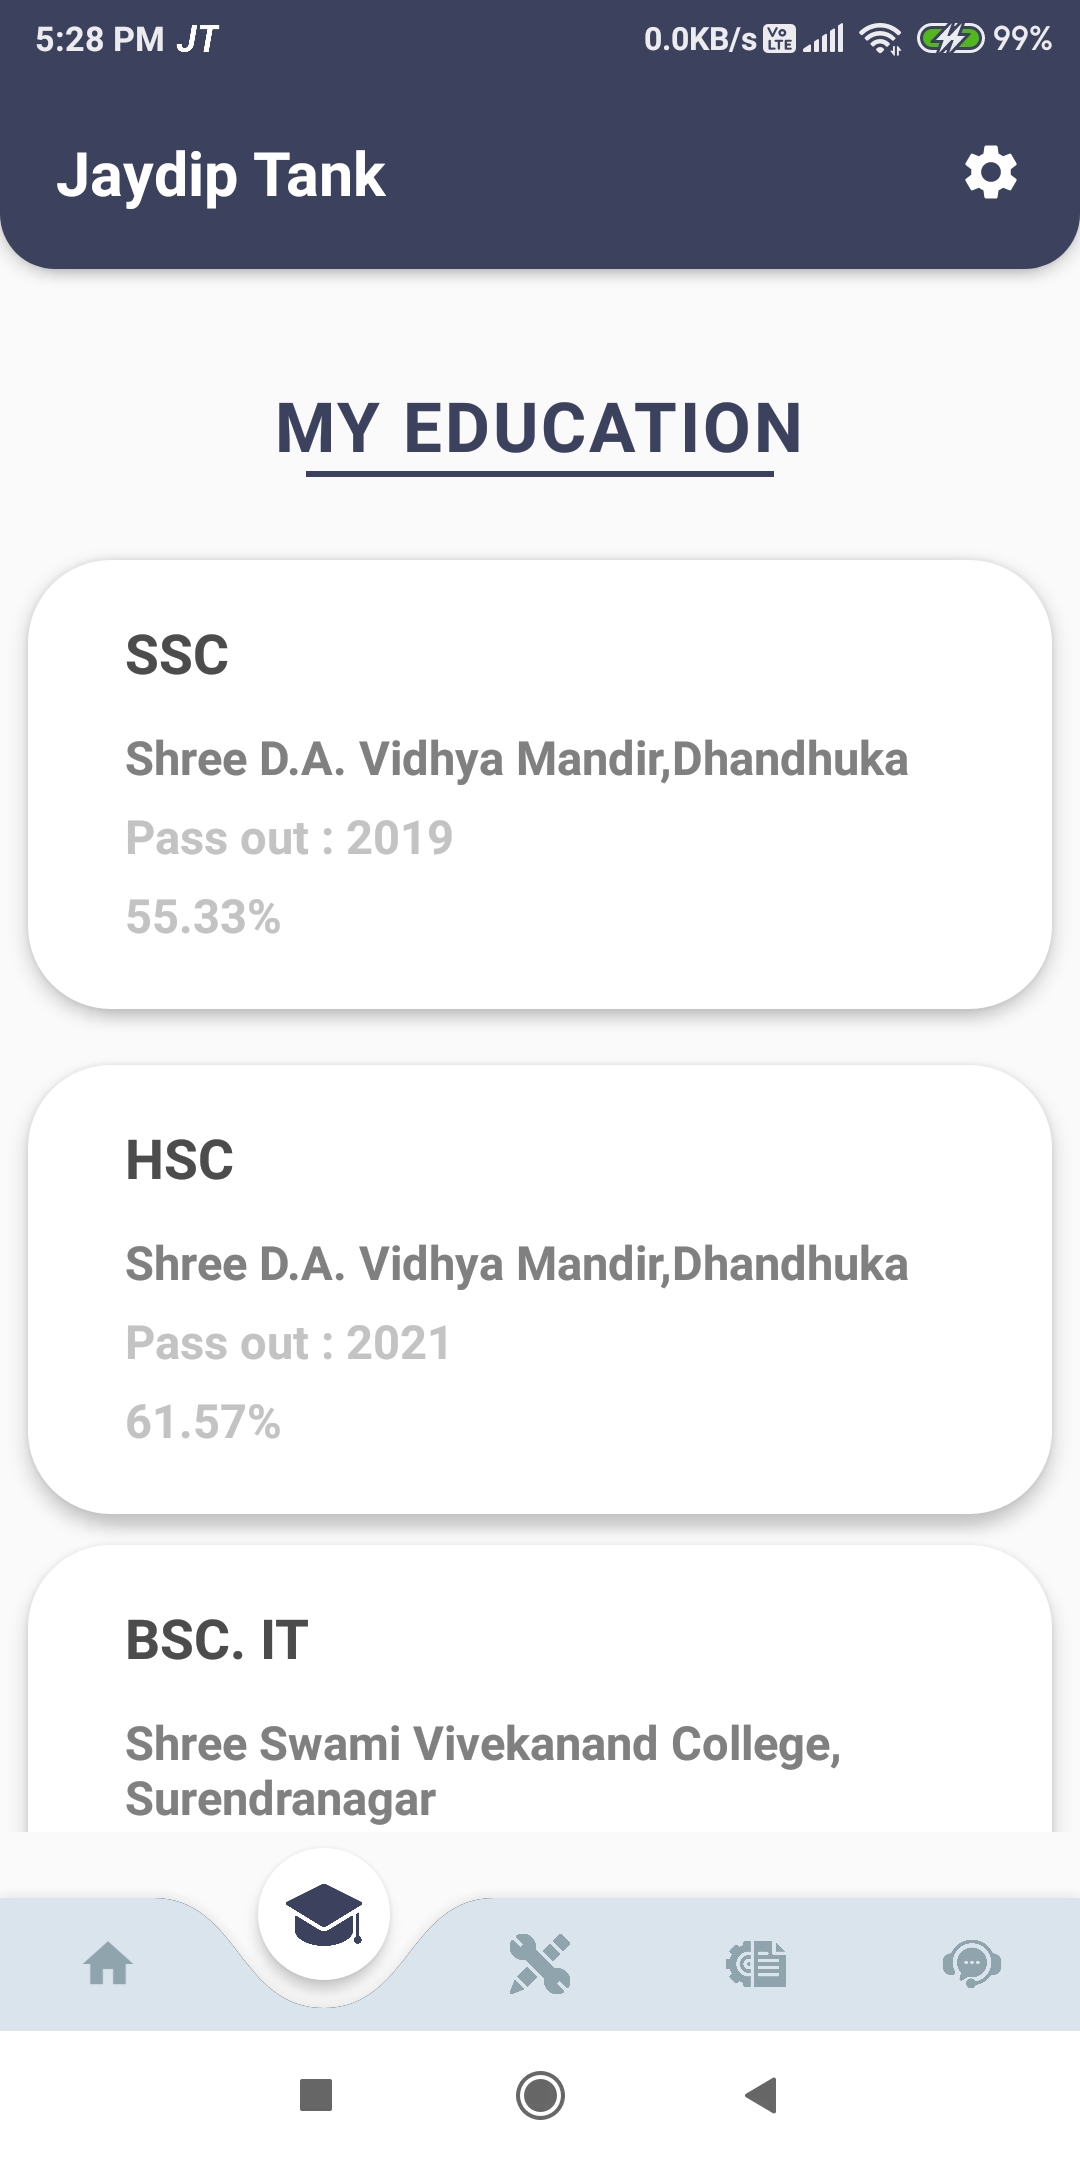 5:28 PM JT 0.0KB/s Vo LTE 99%
Jaydip Tank
MY EDUCATION
SSC
Shree D.A. Vidhya Mandir,Dhandhuka
Pass out : 2019
55.33%
HSC
Shree D.A. Vidhya Mandir,Dhandhuka
Pass out : 2021
61.57%
BSC. IT
Shree Swami Vivekanand College,
Surendranagar